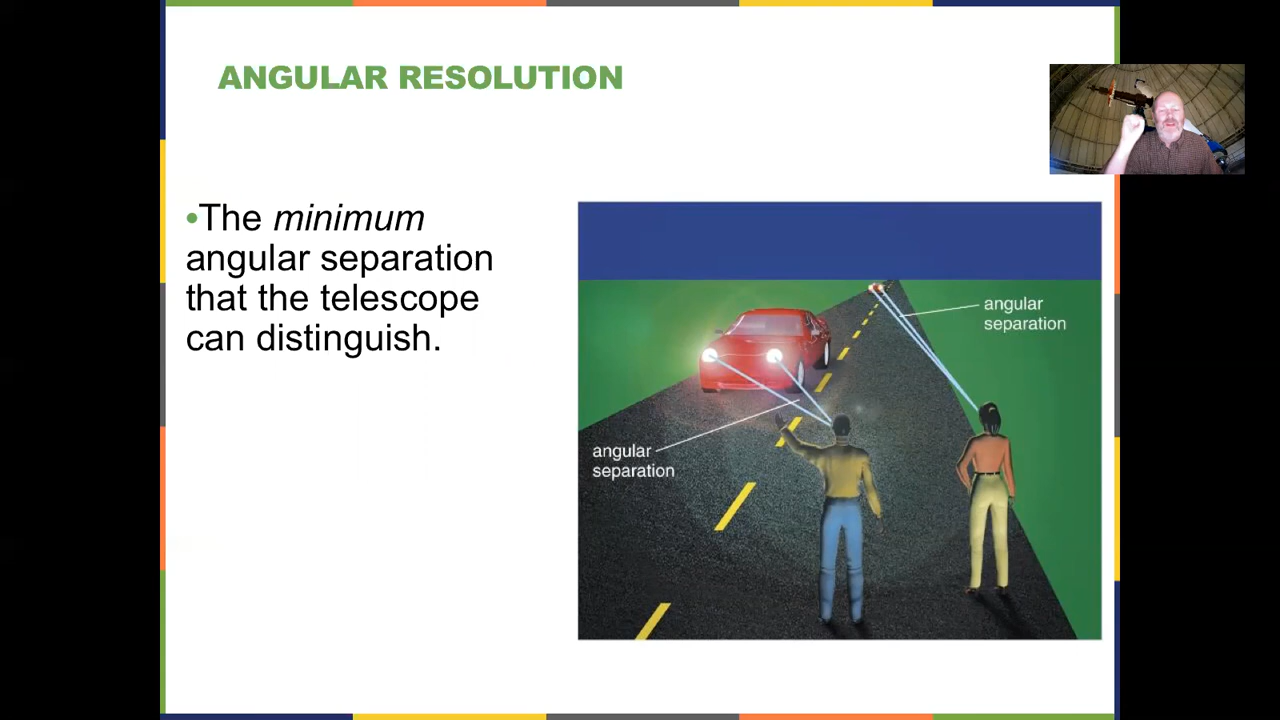 ANGULAR RESOLUTION
•The minimum
angular separation
that the telescope
can distinguish.
angular
separation
angular
separation